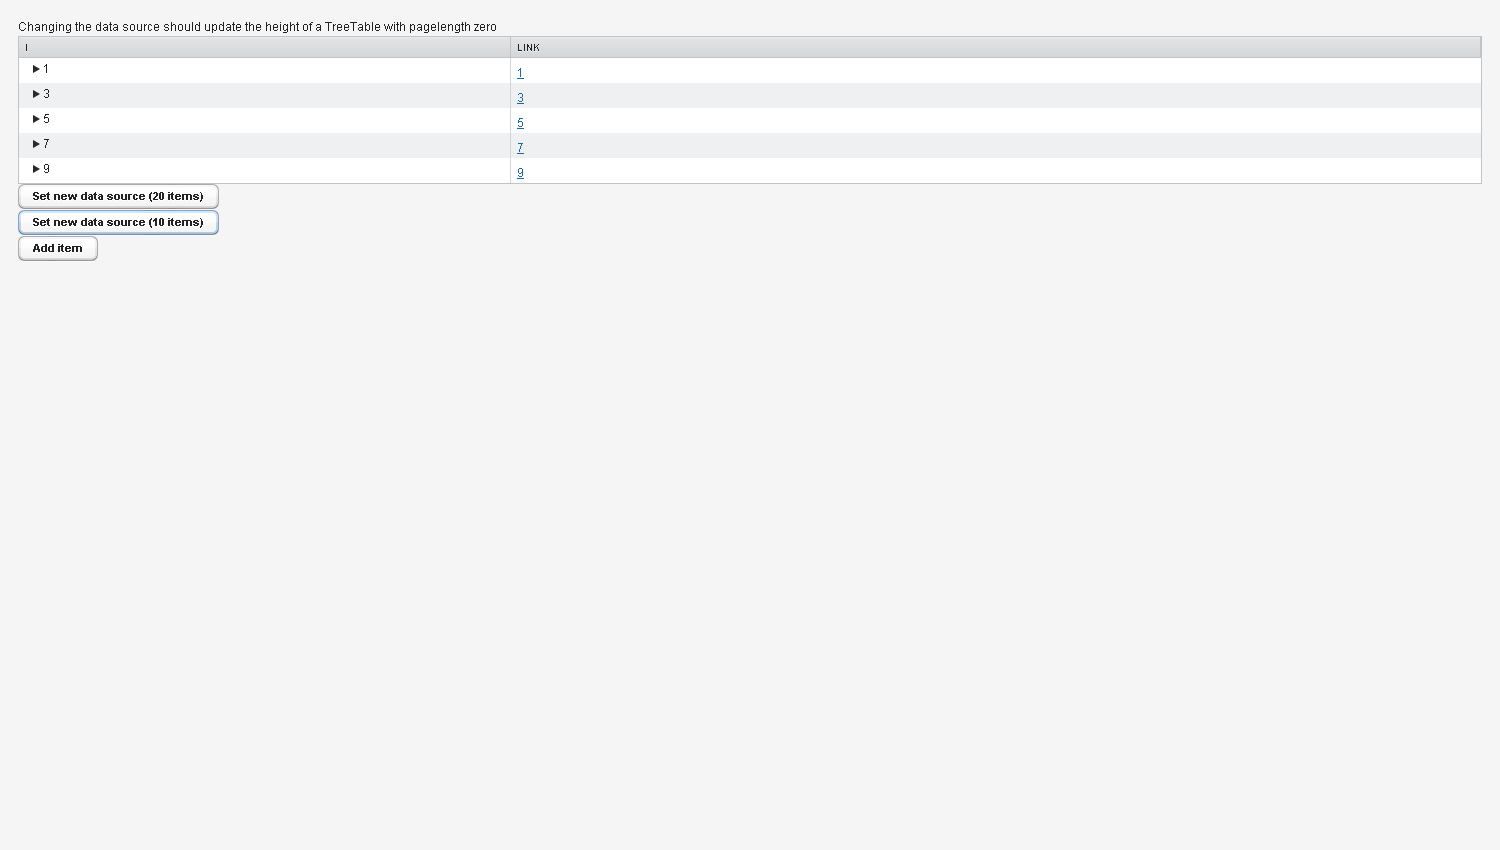 Changing the data source should update the height of a TreeTable with pagelength zero
I LINK
1 1
3 3
5 5
7 7
9 9
Set new data source (20 items)
Set new data source (10 items)
Add item